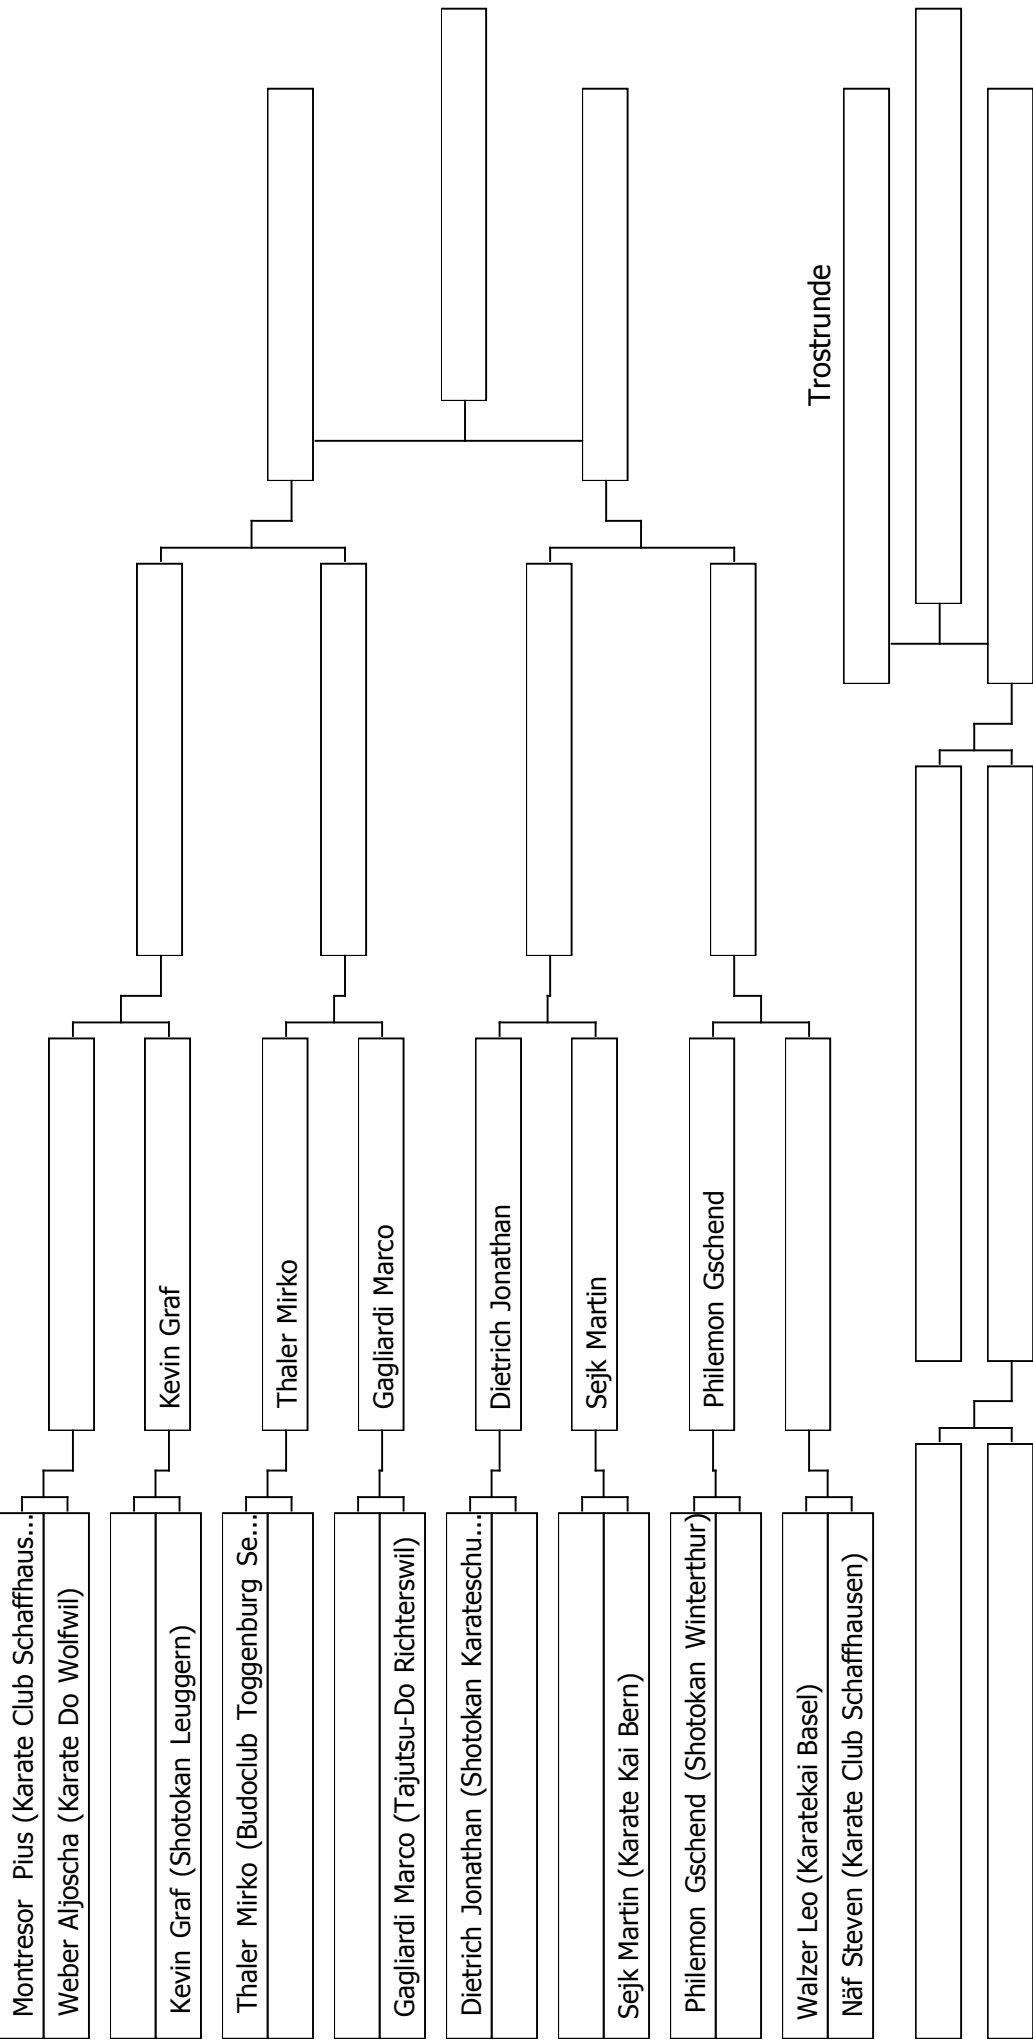 Montresor Pius (Karate Club Schaffhaus...
Weber Aljoscha (Karate Do Wolfwil)
Kevin Graf (Shotokan Leuggern)
Thaler Mirko (Budoclub Toggenburg Se...
Gagliardi Marco (Tajutsu-Do Richterswil)
Dietrich Jonathan (Shotokan Karateschu...
Sejk Martin (Karate Kai Bern)
Philemon Gschend (Shotokan Winterthur)
Walzer Leo (Karatekai Basel)
Näf Steven (Karate Club Schaffhausen)
Kevin Graf
Thaler Mirko
Gagliardi Marco
Dietrich Jonathan
Sejk Martin
Philemon Gschend
Trostrunde